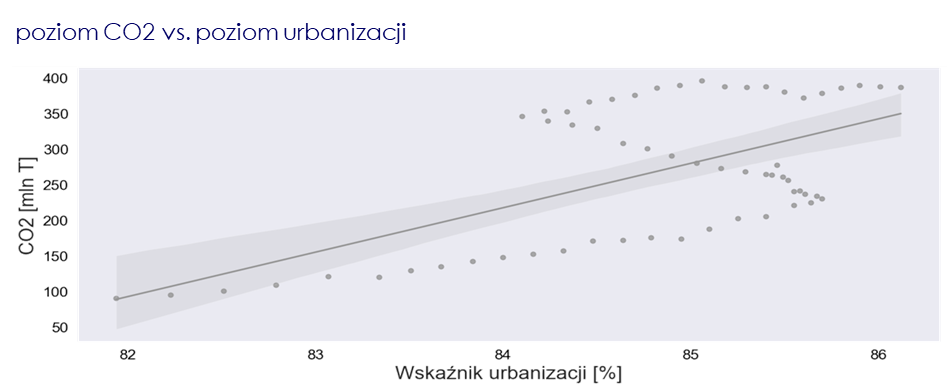 poziom CO2 vs. poziom urbanizacji
400
350
300
250
200
150
100
50
CO2 [mln T]
82 83 84 85 86
Wskaźnik urbanizacji [%]